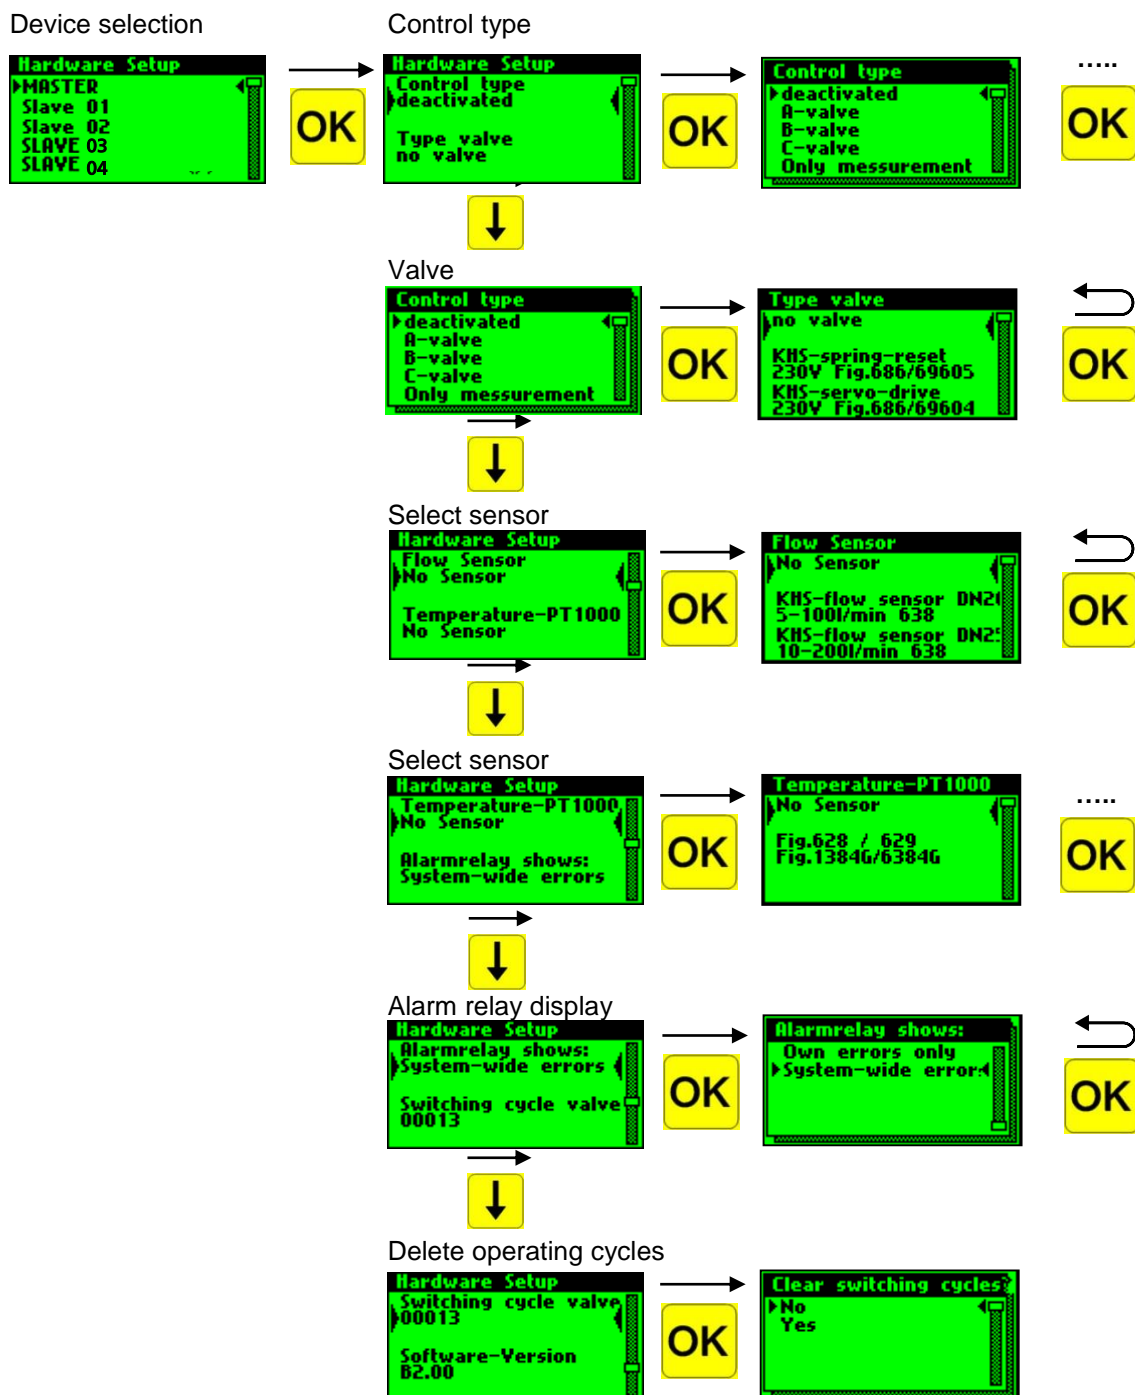 Device selection
Control type
Hardware Setup
MASTER
Slave 01
Slave 02
SLAVE 03
SLAVE 04
OK
Hardware Setup
Control type
deactivated
Type valve
no valve
OK
Control type
deactivated
A-valve
B-valve
C-valve
Only messurement
.....
OK
Valve
Control type
deactivated
A-valve
B-valve
C-valve
Only messurement
OK
Type valve
no valve
KHS-spring-reset
230V Fig.686/69605
KHS-servo-drive
230V Fig.686/69604
OK
Select sensor
Hardware Setup
Flow Sensor
No Sensor
Temperature-PT1000
No Sensor
OK
Flow Sensor
No Sensor
KHS-flow sensor DN20
5-100l/min 638
KHS-flow sensor DN25
10-200l/min 638
OK
Select sensor
Hardware Setup
Temperature-PT1000
No Sensor
Alarmrelay shows:
System-wide errors
OK
Temperature-PT1000
No Sensor
Fig.628 / 629
Fig.1384G/6384G
.....
OK
Alarm relay display
Hardware Setup
Alarmrelay shows:
System-wide errors
Switching cycle valve
00013
OK
Alarmrelay shows:
Own errors only
System-wide errors
OK
Delete operating cycles
Hardware Setup
Switching cycle valve
00013
Software-Version
B2.00
OK
Clear switching cycles?
No
Yes